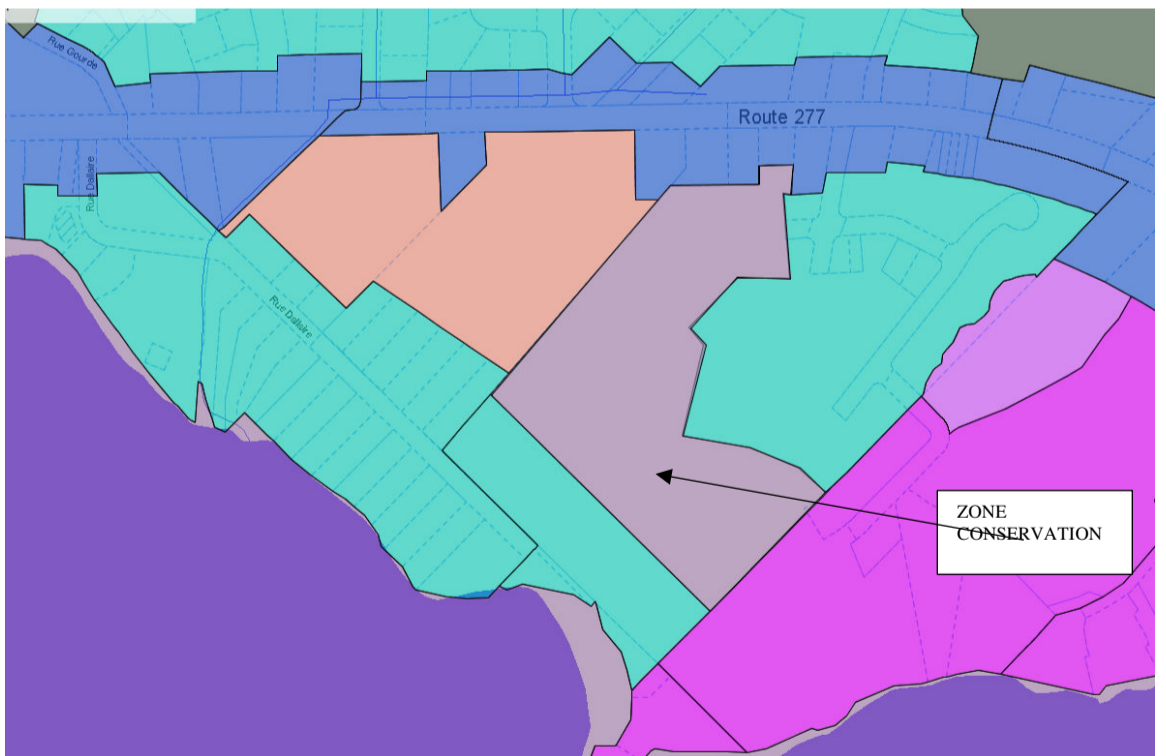 Rue Gourde
Route 277
Rue Dallaire
Rue Dallaire
ZONE
CONSERVATION